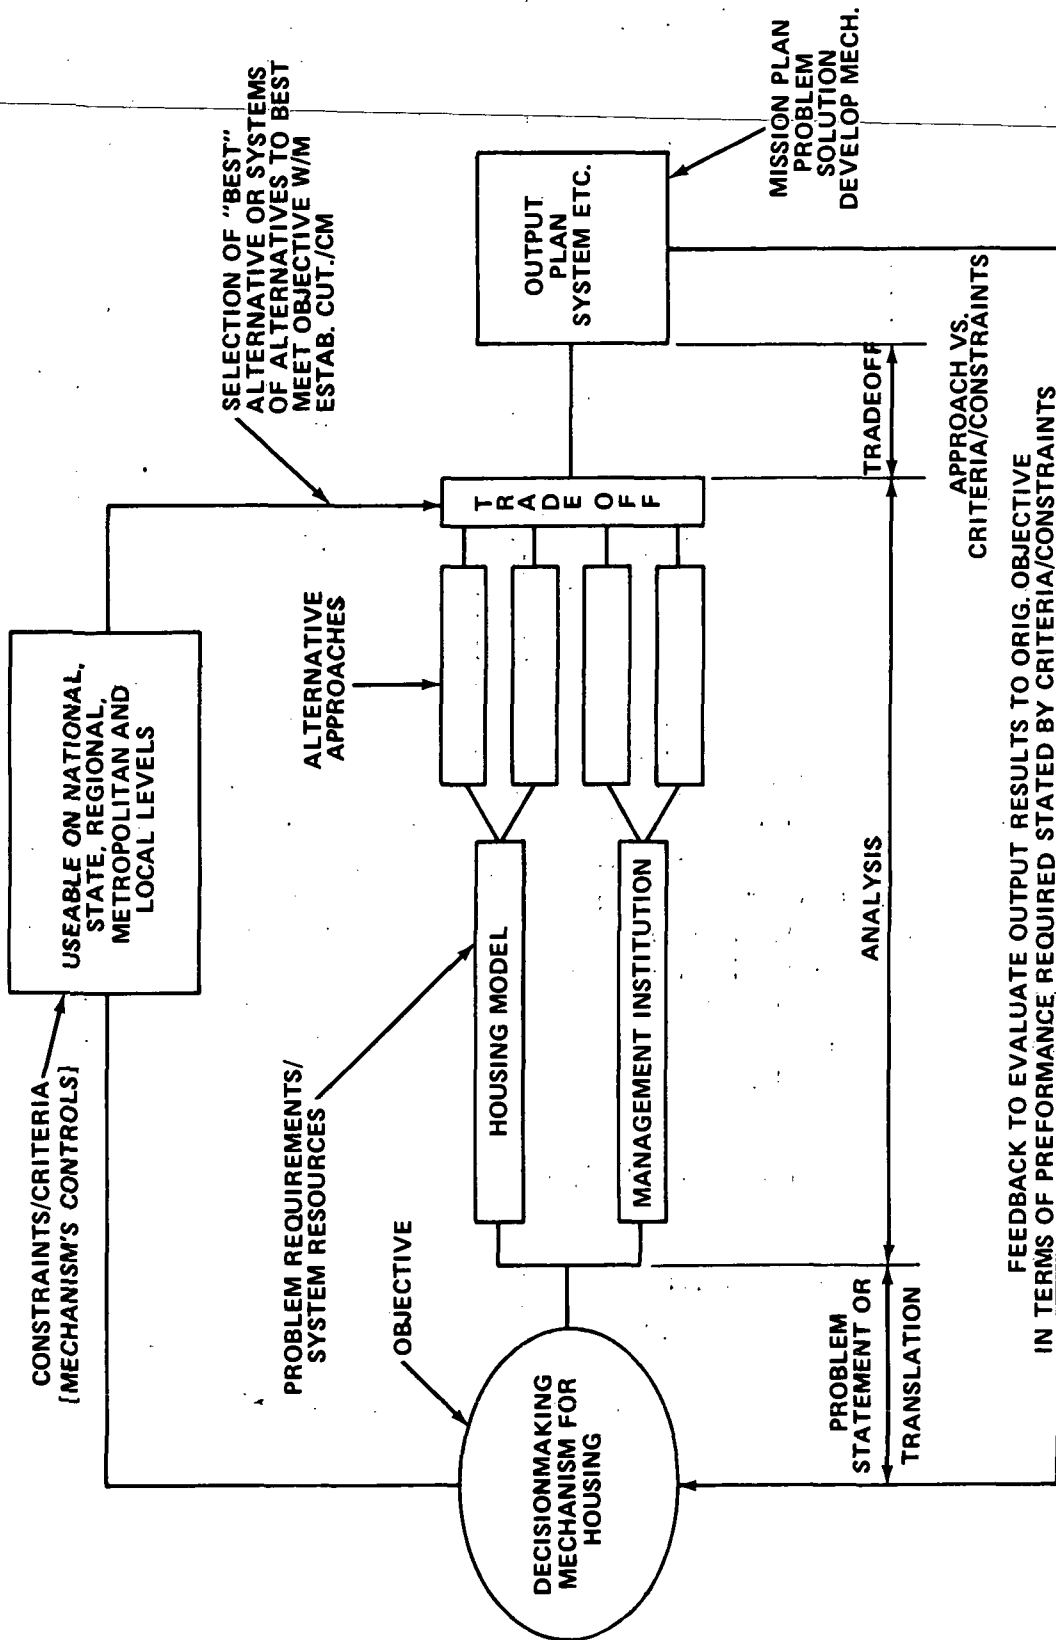 CONSTRAINTS/CRITERIA
[MECHANISM'S CONTROLS]
USEABLE ON NATIONAL,
STATE, REGIONAL,
METROPOLITAN AND
LOCAL LEVELS
SELECTION OF "BEST"
ALTERNATIVE OR SYSTEMS
OF ALTERNATIVES TO BEST
MEET OBJECTIVE W/M
ESTAB. CUT./CM
PROBLEM REQUIREMENTS/
SYSTEM RESOURCES
ALTERNATIVE
APPROACHES
OBJECTIVE
DECISIONMAKING
MECHANISM FOR
HOUSING
HOUSING MODEL
MANAGEMENT INSTITUTION
TRADE OFF
OUTPUT
PLAN
SYSTEM ETC.
MISSION PLAN
PROBLEM
SOLUTION
DEVELOP MECH.
PROBLEM
STATEMENT OR
TRANSLATION
ANALYSIS
TRADEOFF
APPROACH VS.
CRITERIA/CONSTRAINTS
FEEDBACK TO EVALUATE OUTPUT RESULTS TO ORIG. OBJECTIVE
IN TERMS OF PREFORMANCE REQUIRED STATED BY CRITERIA/CONSTRAINTS